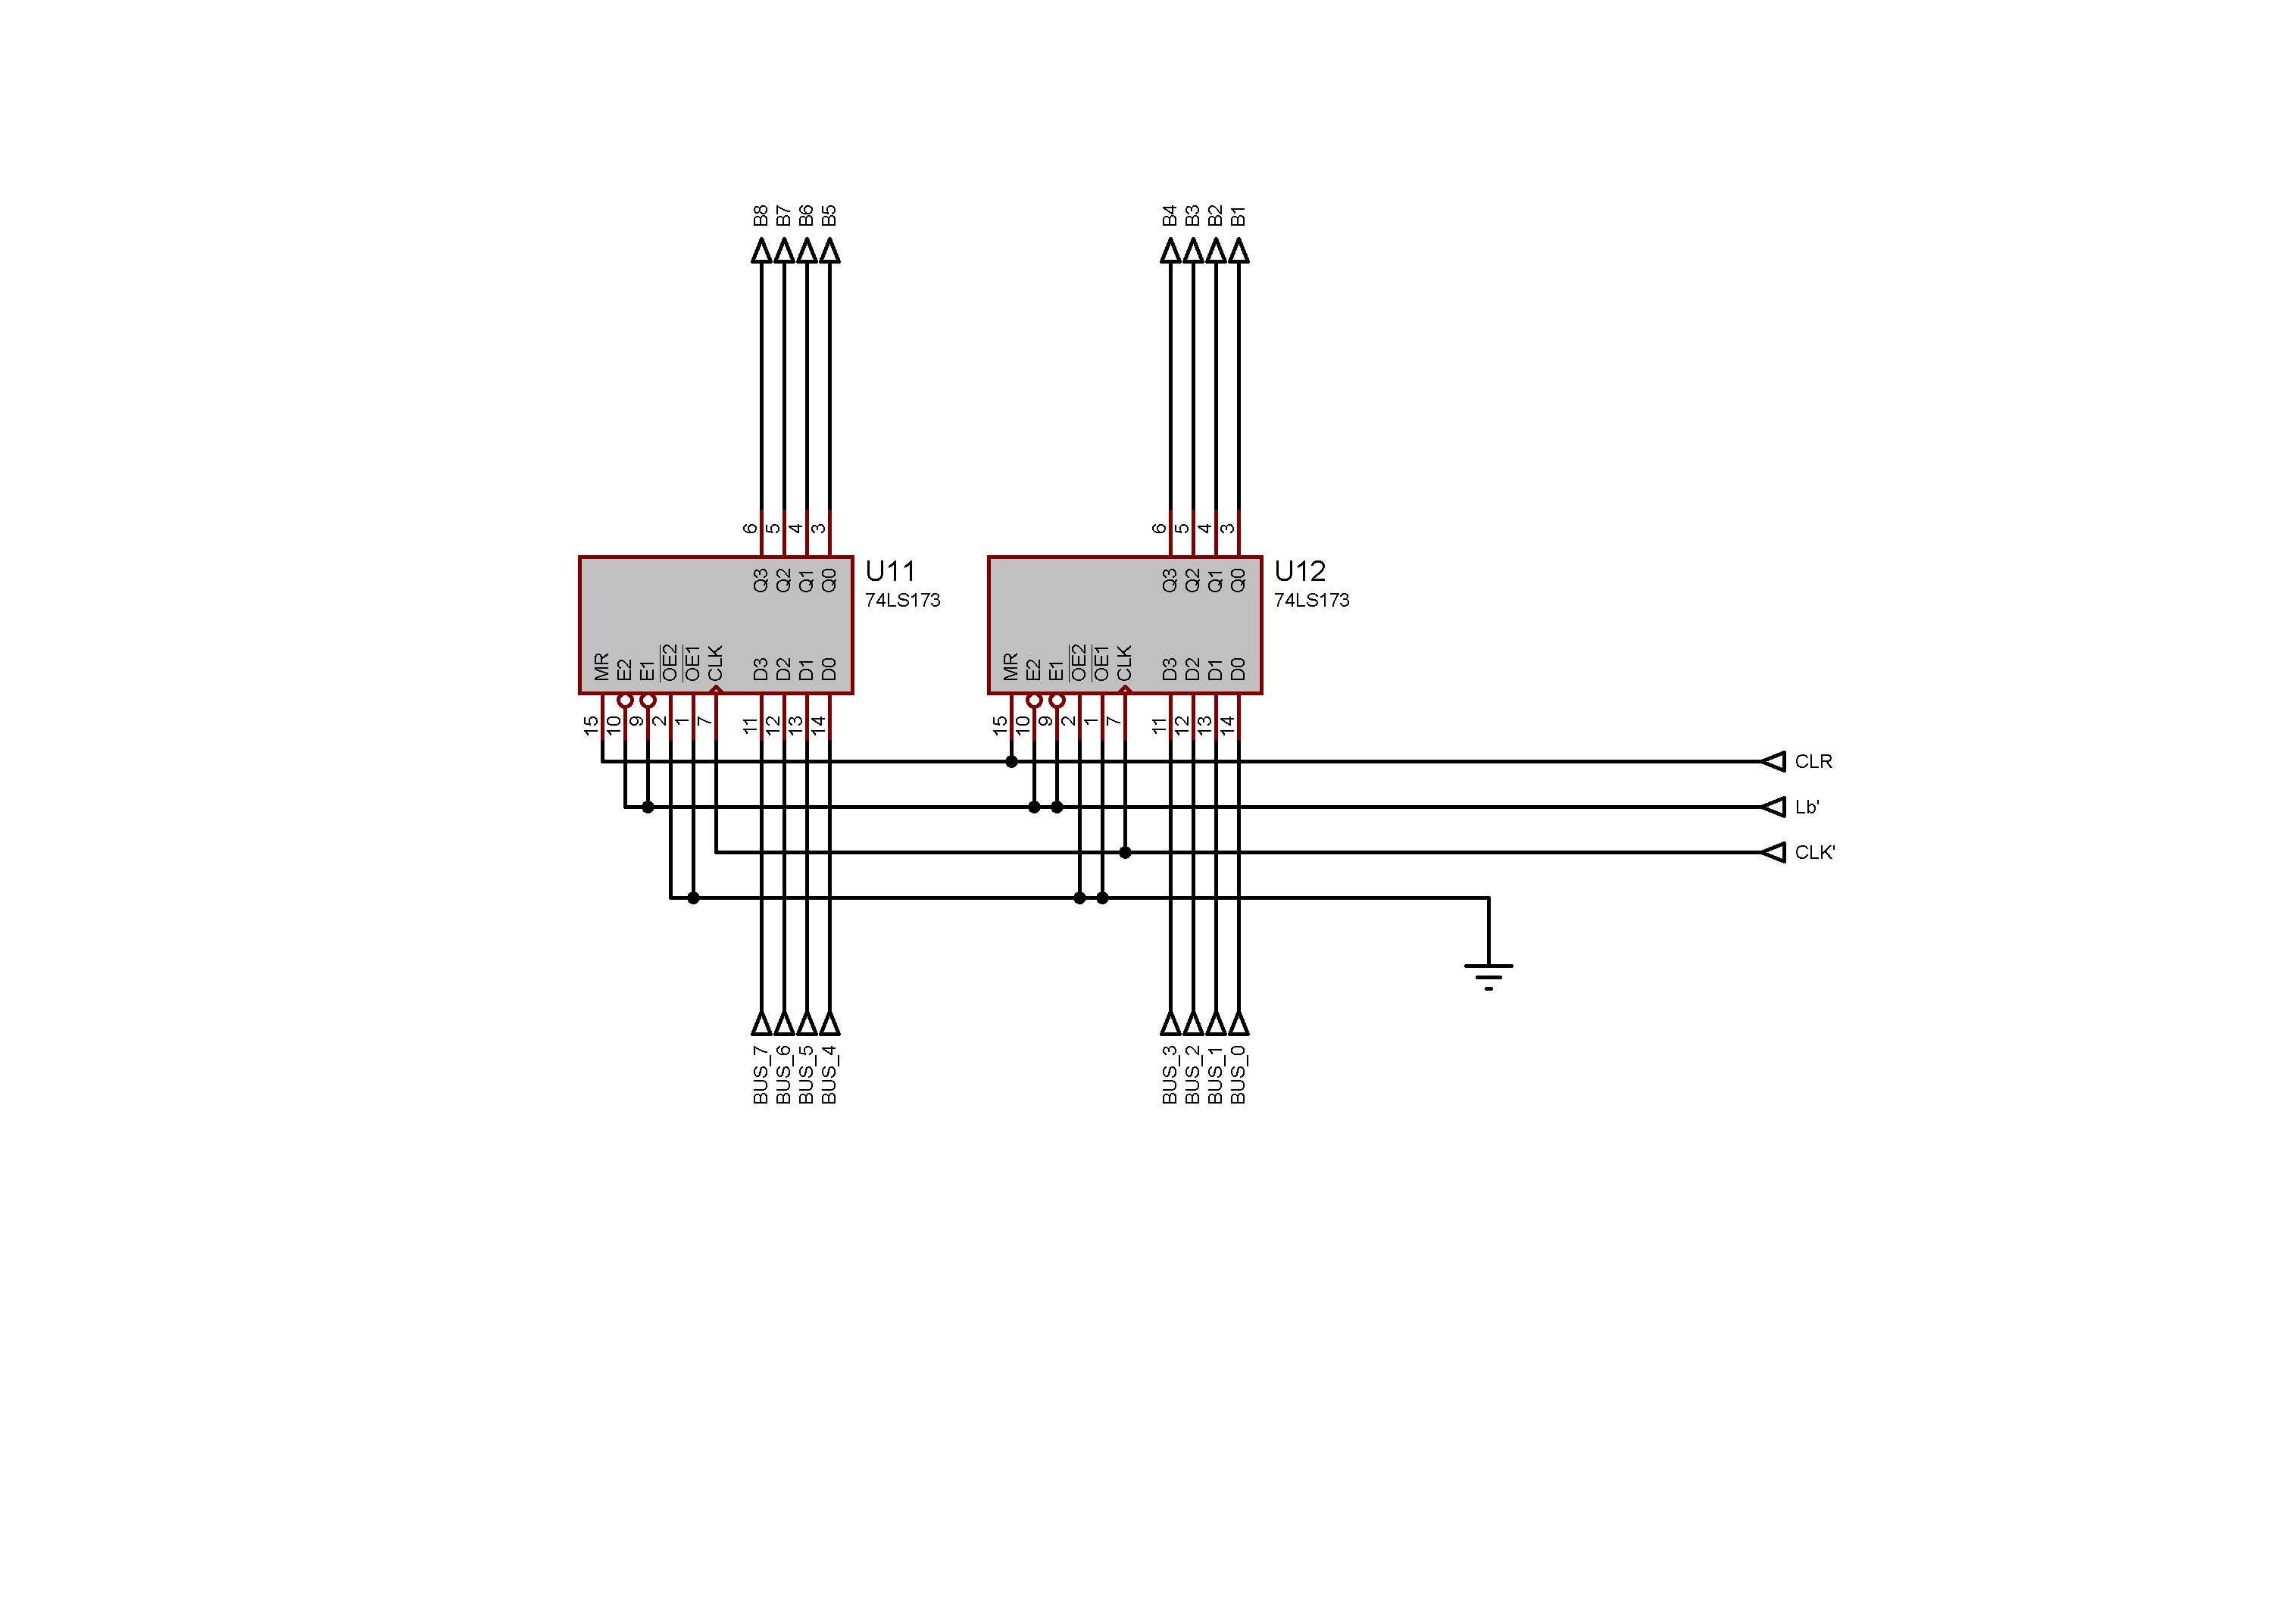 B8 B7 B6 B5 B4 B3 B2 B1
6 5 4 3 6 5 4 3
U11
74LS173
Q3 Q2 Q1 Q0
MR E2 E1 OE2 OE1 CLK D3 D2 D1 D0
15 10 9 2 1 7 11 12 13 14
U12
74LS173
Q3 Q2 Q1 Q0
MR E2 E1 OE2 OE1 CLK D3 D2 D1 D0
15 10 9 2 1 7 11 12 13 14
CLR
Lb'
CLK'
BUS_7 BUS_6 BUS_5 BUS_4 BUS_3 BUS_2 BUS_1 BUS_0